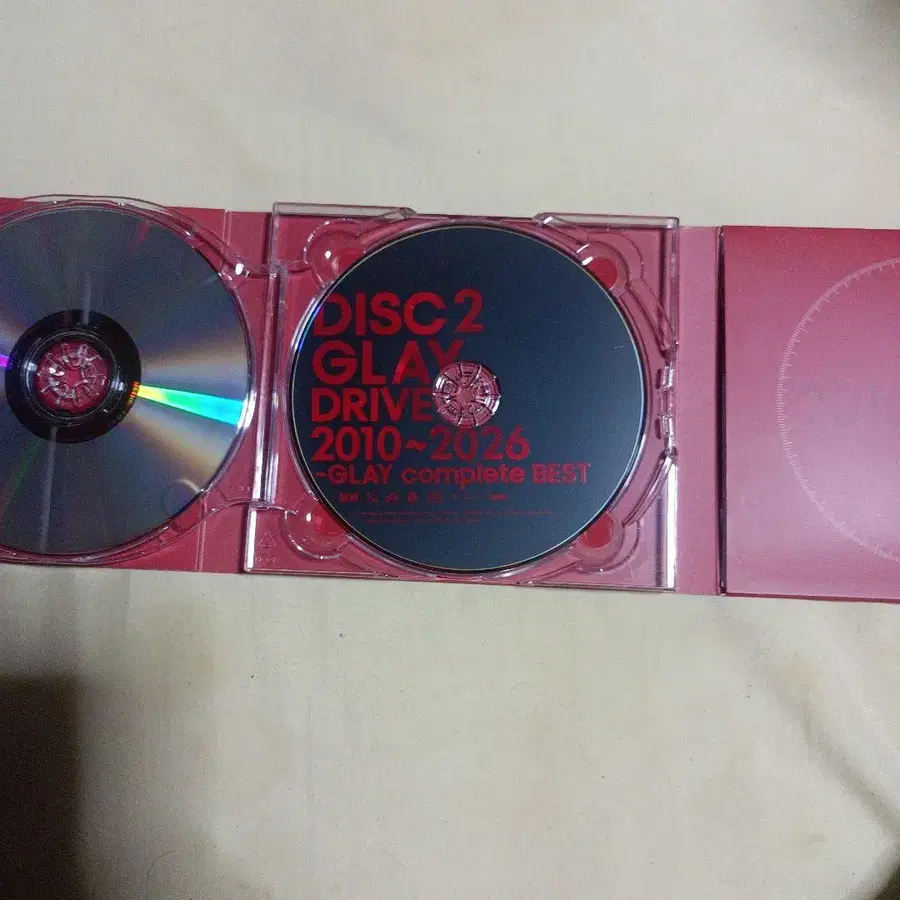 DISC 2
GLAY
DRIVE
2010~2026
-GLAY complete BEST